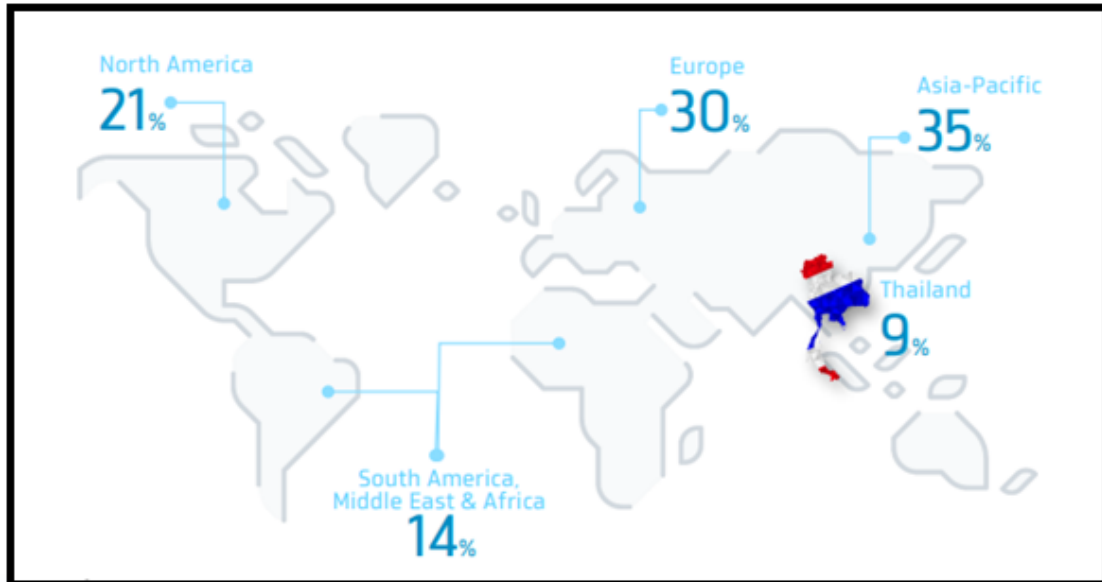 North America
21%
Europe
30%
Asia-Pacific
35%
Thailand
9%
South America,
Middle East & Africa
14%